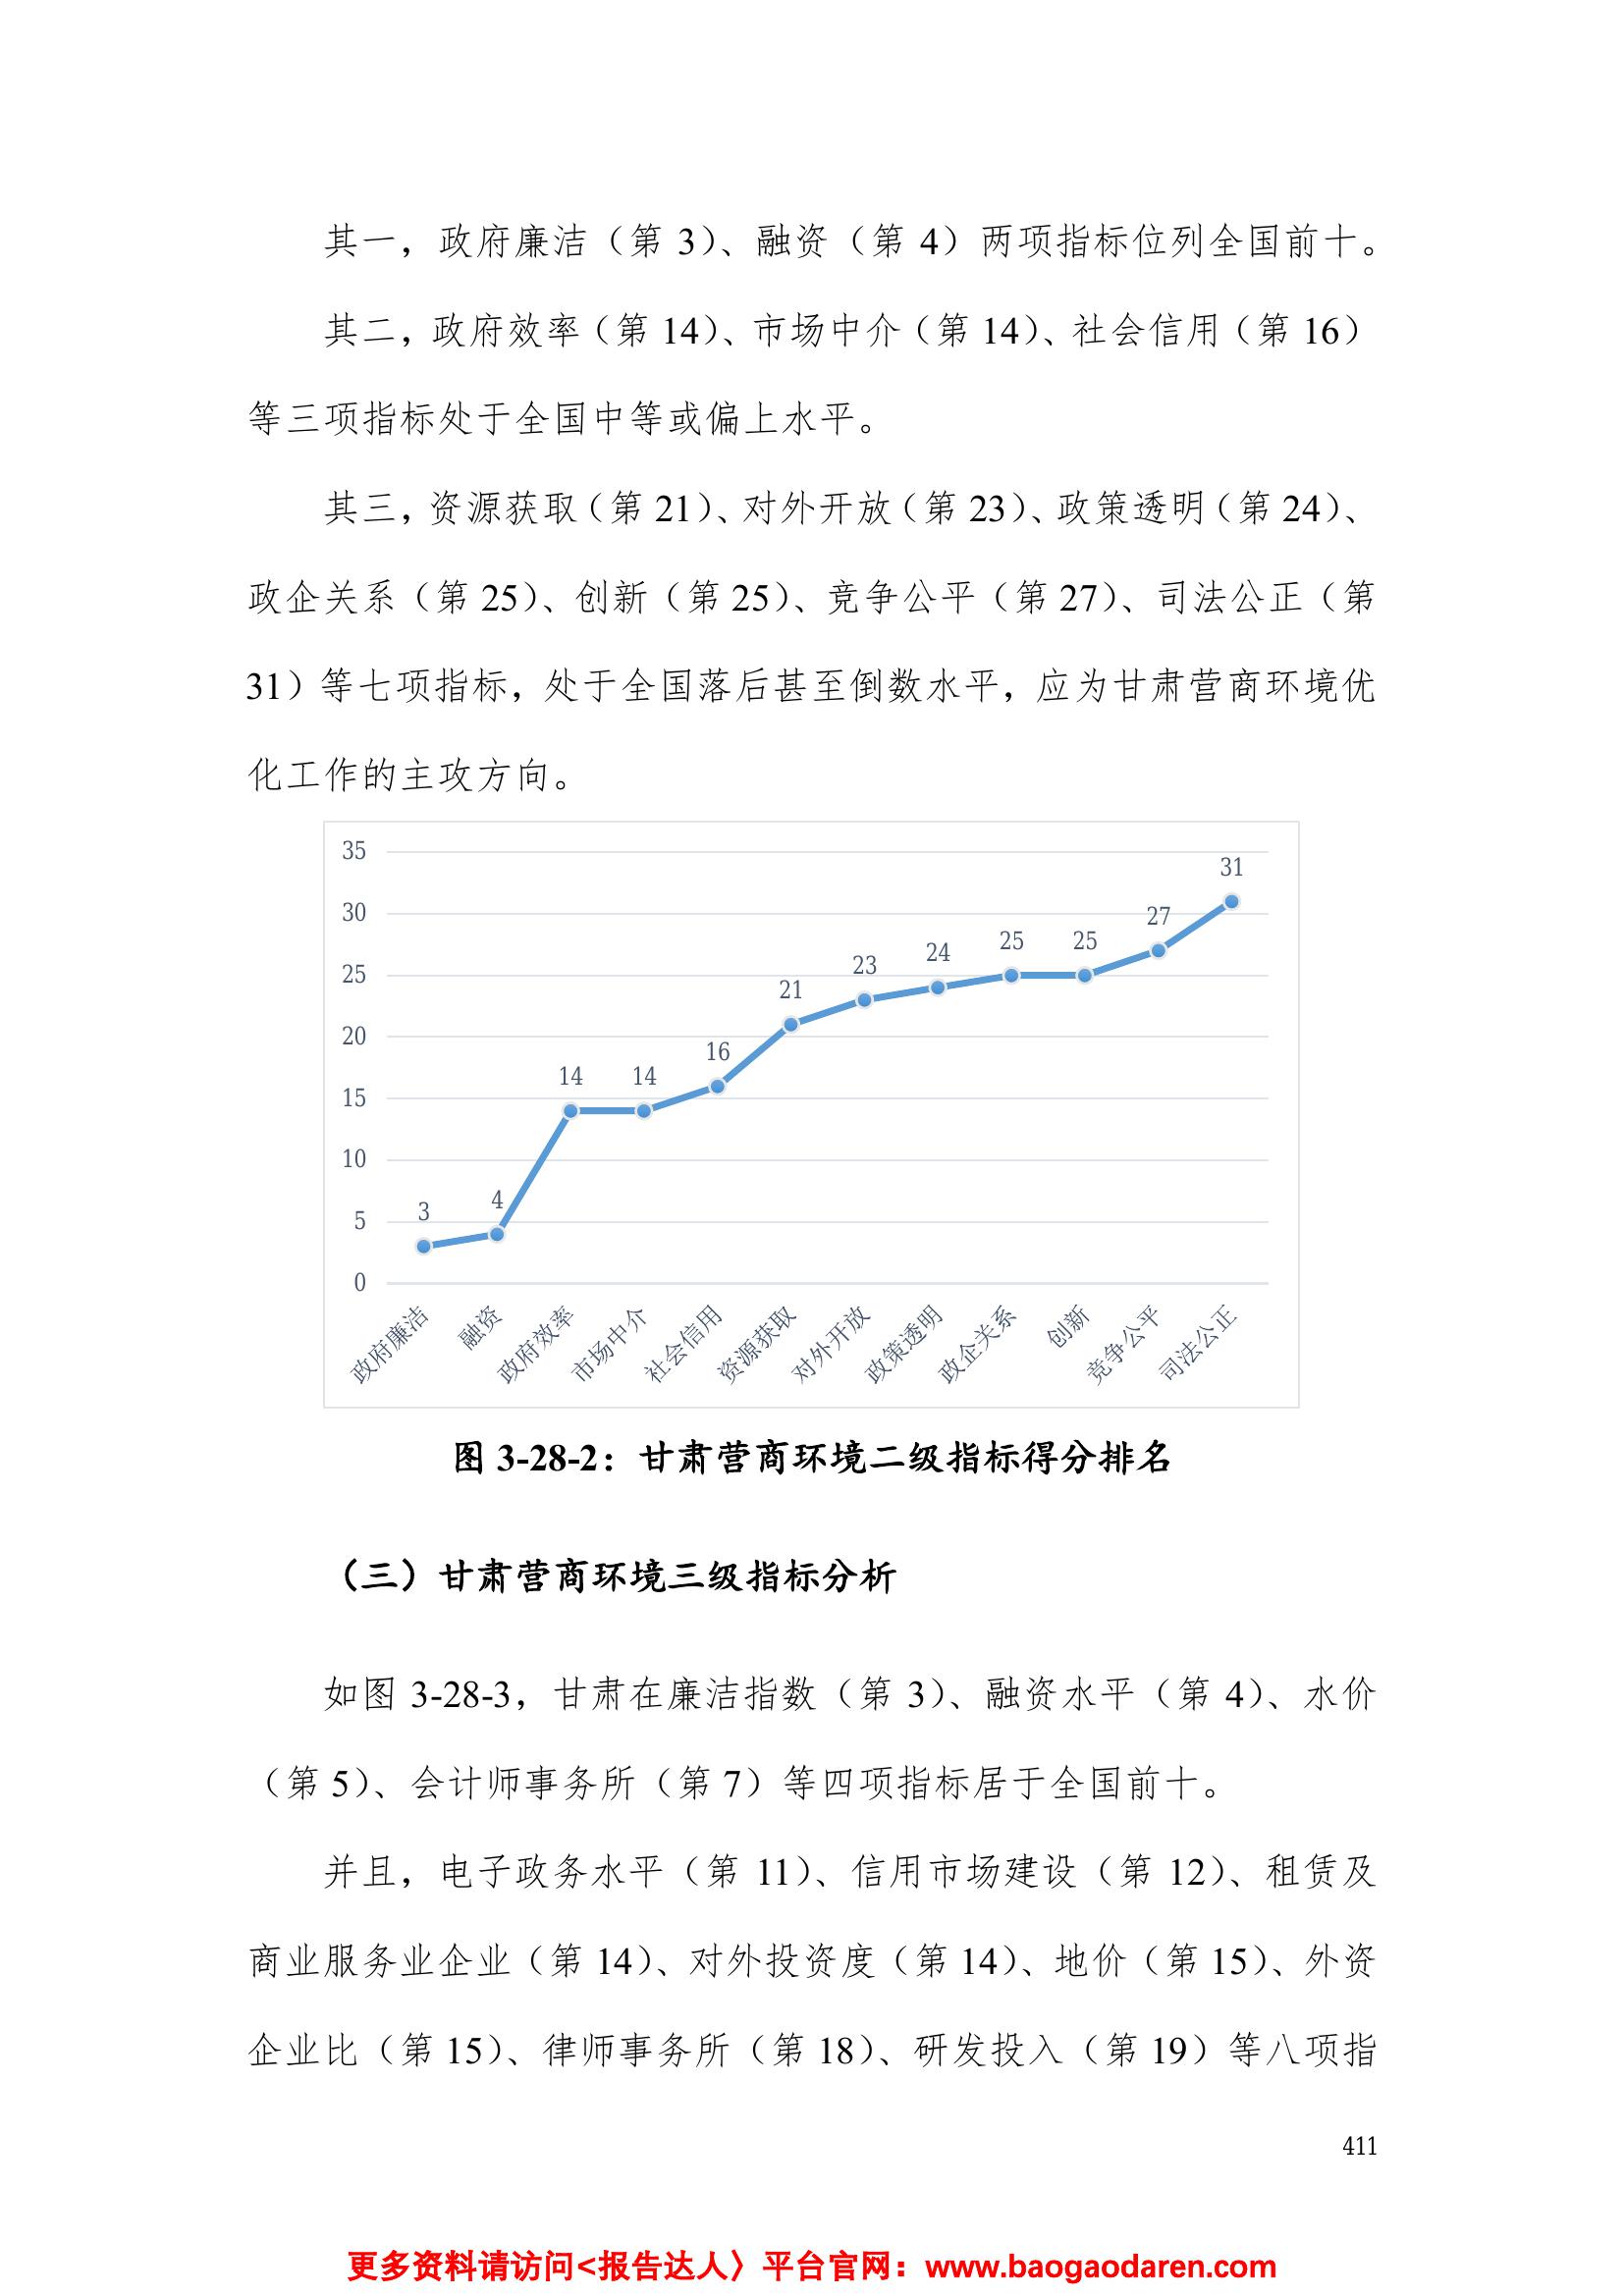 其一，政府廉洁（第 3）、融资（第 4）两项指标位列全国前十。
其二，政府效率（第 14）、市场中介（第 14）、社会信用（第 16）
等三项指标处于全国中等或偏上水平。
其三，资源获取（第 21）、对外开放（第 23）、政策透明（第 24）、
政企关系（第 25）、创新（第 25）、竞争公平（第 27）、司法公正（第
31）等七项指标，处于全国落后甚至倒数水平，应为甘肃营商环境优
化工作的主攻方向。
35
30
25
20
15
10
5
0
3
4
14
14
16
21
23
24
25
25
27
31
政府廉洁
融资
政府效率
市场中介
社会信用
资源获取
对外开放
政策透明
政企关系
创新
竞争公平
司法公正
图 3-28-2：甘肃营商环境二级指标得分排名
（三）甘肃营商环境三级指标分析
如图 3-28-3，甘肃在廉洁指数（第 3）、融资水平（第 4）、水价
（第 5）、会计师事务所（第 7）等四项指标居于全国前十。
并且，电子政务水平（第 11）、信用市场建设（第 12）、租赁及
商业服务业企业（第 14）、对外投资度（第 14）、地价（第 15）、外资
企业比（第 15）、律师事务所（第 18）、研发投入（第 19）等八项指
411
更多资料请访问<报告达人〉平台官网：www.baogaodaren.com